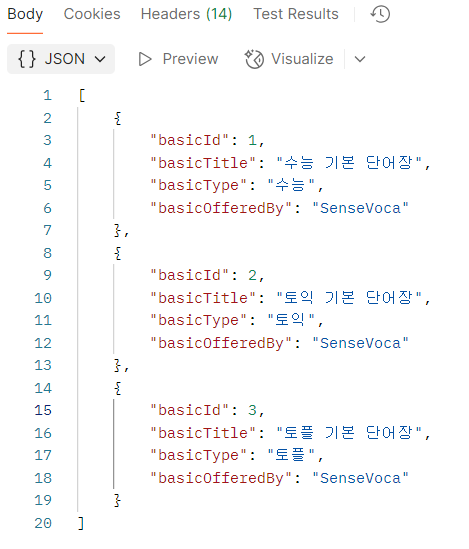 Body Cookies Headers (14) Test Results
{} JSON Preview Visualize
1 [
2 {
3 "basicId": 1,
4 "basicTitle": "수능 기본 단어장",
5 "basicType": "수능",
6 "basicOfferedBy": "SenseVoca"
7 },
8 {
9 "basicId": 2,
10 "basicTitle": "토익 기본 단어장",
11 "basicType": "토익",
12 "basicOfferedBy": "SenseVoca"
13 },
14 {
15 "basicId": 3,
16 "basicTitle": "토플 기본 단어장",
17 "basicType": "토플",
18 "basicOfferedBy": "SenseVoca"
19 }
20 ]